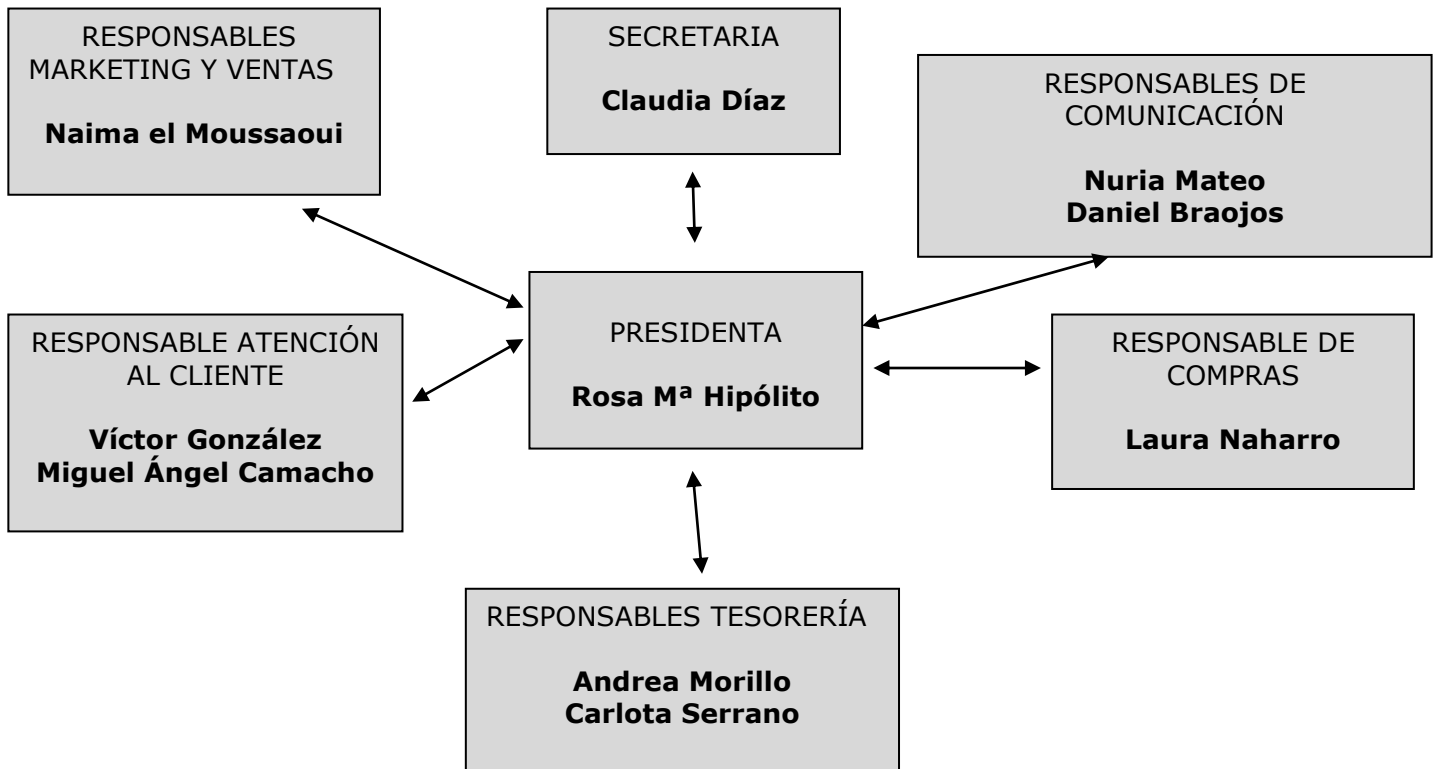 RESPONSABLES
MARKETING Y VENTAS
Naima el Moussaoui
SECRETARIA
Claudia Díaz
RESPONSABLES DE
COMUNICACIÓN
Nuria Mateo
Daniel Braojos
RESPONSABLE ATENCIÓN
AL CLIENTE
Víctor González
Miguel Ángel Camacho
PRESIDENTA
Rosa Mª Hipólito
RESPONSABLE DE
COMPRAS
Laura Naharro
RESPONSABLES TESORERÍA
Andrea Morillo
Carlota Serrano